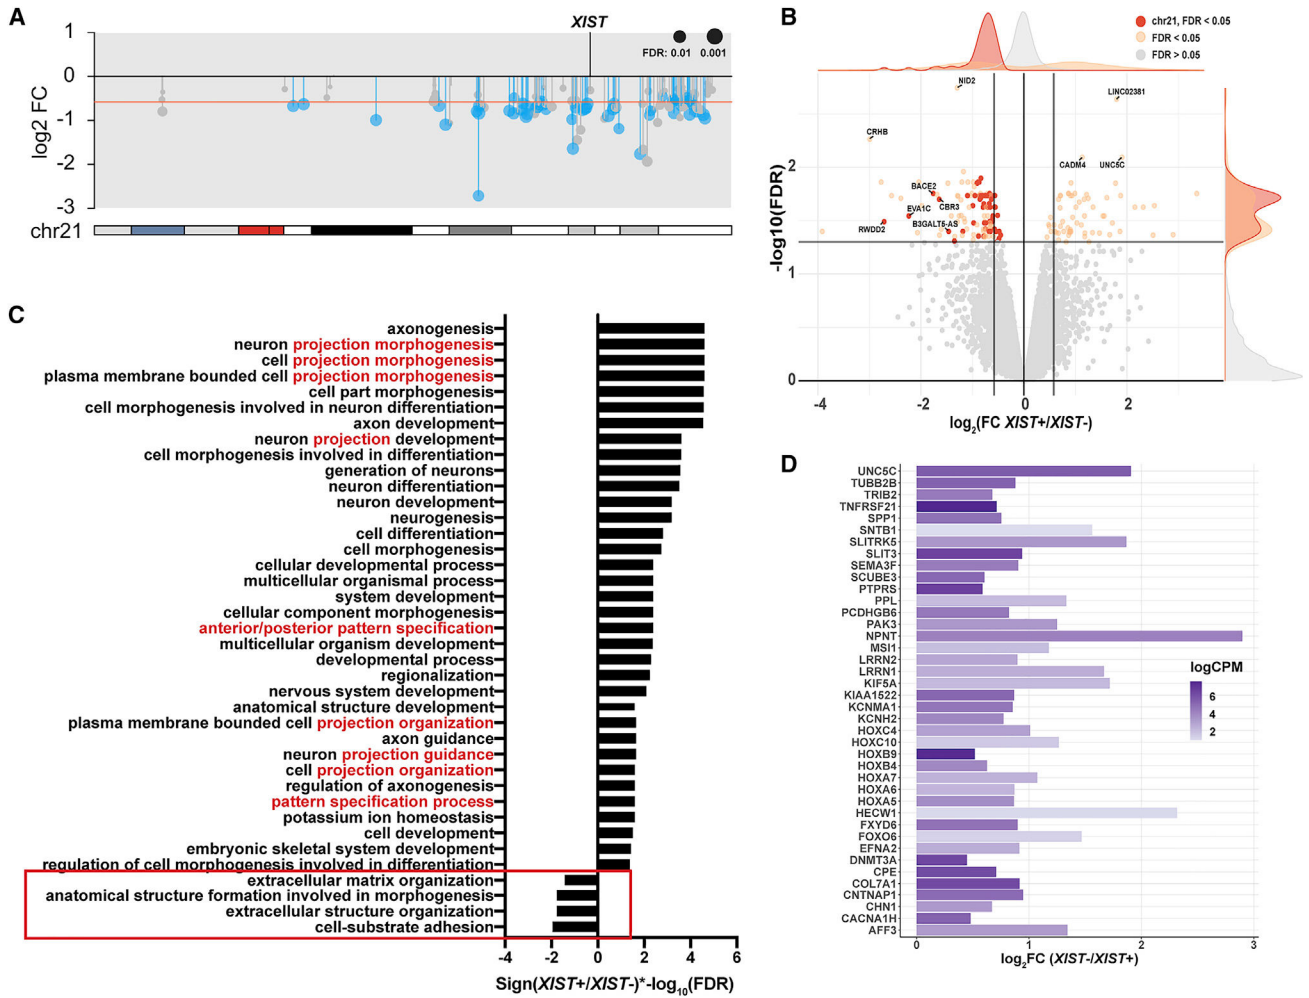 A
XIST
1
0
-1
-2
-3
log2 FC
FDR: 0.01 0.001
chr21
B
chr21, FDR < 0.05
FDR < 0.05
FDR > 0.05
NID2
LINC02381
CRHB
CADM4
UNC5C
BACE2
CBR3
EVA1C
RWDD2
B3GALT5-AS
2
1
0
-log10(FDR)
-4
-2
0
2
log2(FC XIST+/XIST-)
C
axonogenesis
neuron projection morphogenesis
cell projection morphogenesis
plasma membrane bounded cell projection morphogenesis
cell part morphogenesis
cell morphogenesis involved in neuron differentiation
axon development
neuron projection development
cell morphogenesis involved in differentiation
generation of neurons
neuron differentiation
neuron development
neurogenesis
cell differentiation
cell morphogenesis
cellular developmental process
multicellular organismal process
system development
cellular component morphogenesis
anterior/posterior pattern specification
multicellular organism development
developmental process
regionalization
nervous system development
anatomical structure development
plasma membrane bounded cell projection organization
axon guidance
neuron projection guidance
cell projection organization
regulation of axonogenesis
pattern specification process
potassium ion homeostasis
cell development
embryonic skeletal system development
regulation of cell morphogenesis involved in differentiation
extracellular matrix organization
anatomical structure formation involved in morphogenesis
extracellular structure organization
cell-substrate adhesion
-4
-2
0
2
4
6
Sign(XIST+/XIST-)*-log10(FDR)
D
UNC5C
TUBB2B
TRIB2
TNFRSF21
SPP1
SNTB1
SLITRK5
SLIT3
SEMA3F
SCUBE3
PTPRS
PPL
PCDHGB6
PAK3
NPNT
MSI1
LRRN2
LRRN1
KIF5A
KIAA1522
KCNMA1
KCNH2
HOXC4
HOXC10
HOXB9
HOXB4
HOXA7
HOXA6
HOXA5
HECW1
FXYD6
FOXO6
EFNA2
DNMT3A
CPE
COL7A1
CNTNAP1
CHN1
CACNA1H
AFF3
logCPM
6
4
2
0
1
2
3
log2FC (XIST-/XIST+)